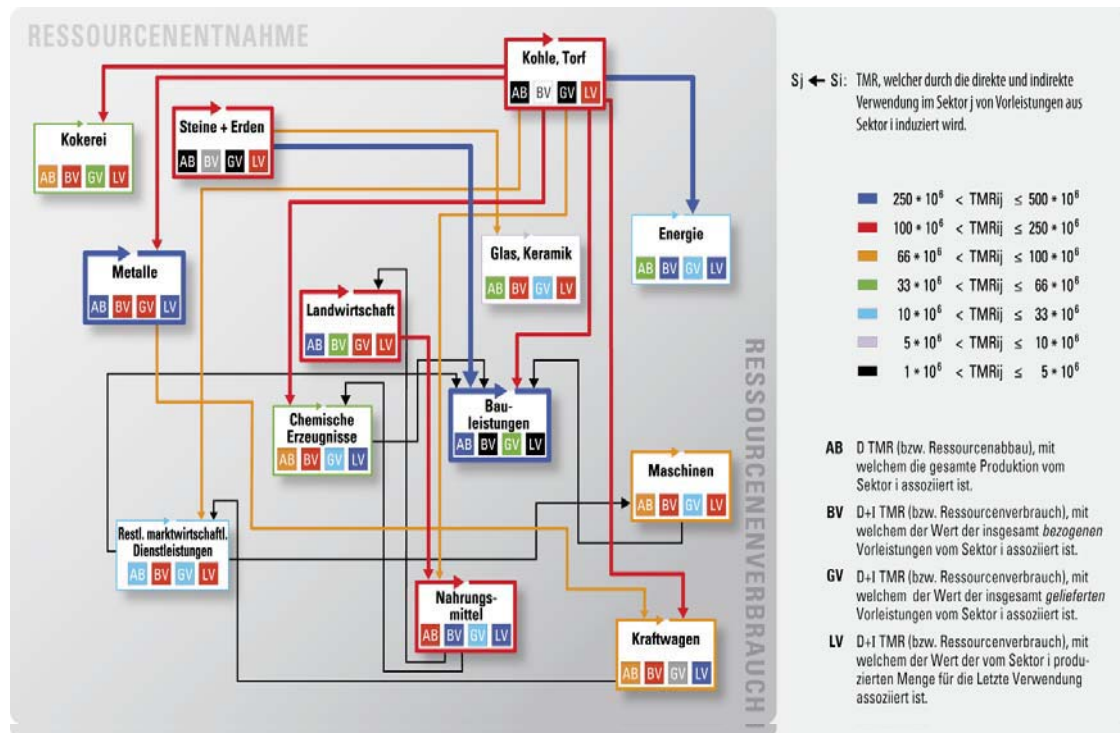 RESSOURCENENTNAHME
Kohle, Torf
AB BV GV LV
Steine + Erden
AB BV GV LV
Kokerei
AB BV GV LV
Energie
AB BV GV LV
Glas, Keramik
AB BV GV LV
Metalle
AB BV GV LV
Landwirtschaft
AB BV GV LV
Chemische
Erzeugnisse
AB BV GV LV
Bau-
leistungen
AB BV GV LV
Maschinen
AB BV GV LV
Restl. marktwirtschaftl.
Dienstleistungen
AB BV GV LV
Nahrungs-
mittel
AB BV GV LV
Kraftwagen
AB BV GV LV
RESSOURCENENVERBRAUCH I
Sj ← Si: TMR, welcher durch die direkte und indirekte
Verwendung im Sektor j von Vorleistungen aus
Sektor i induziert wird.
250 * 10⁶ < TMRij ≤ 500 * 10⁶
100 * 10⁶ < TMRij ≤ 250 * 10⁶
66 * 10⁶ < TMRij ≤ 100 * 10⁶
33 * 10⁶ < TMRij ≤ 66 * 10⁶
10 * 10⁶ < TMRij ≤ 33 * 10⁶
5 * 10⁶ < TMRij ≤ 10 * 10⁶
1 * 10⁶ < TMRij ≤ 5 * 10⁶
AB D TMR (bzw. Ressourcenabbau), mit
welchem die gesamte Produktion vom
Sektor i assoziiert ist.
BV D+I TMR (bzw. Ressourcenverbrauch), mit
welchem der Wert der insgesamt bezogenen
Vorleistungen vom Sektor i assoziiert ist.
GV D+I TMR (bzw. Ressourcenverbrauch), mit
welchem der Wert der insgesamt gelieferten
Vorleistungen vom Sektor i assoziiert ist.
LV D+I TMR (bzw. Ressourcenverbrauch), mit
welchem der Wert der vom Sektor i produ-
zierten Menge für die Letzte Verwendung
assoziiert ist.